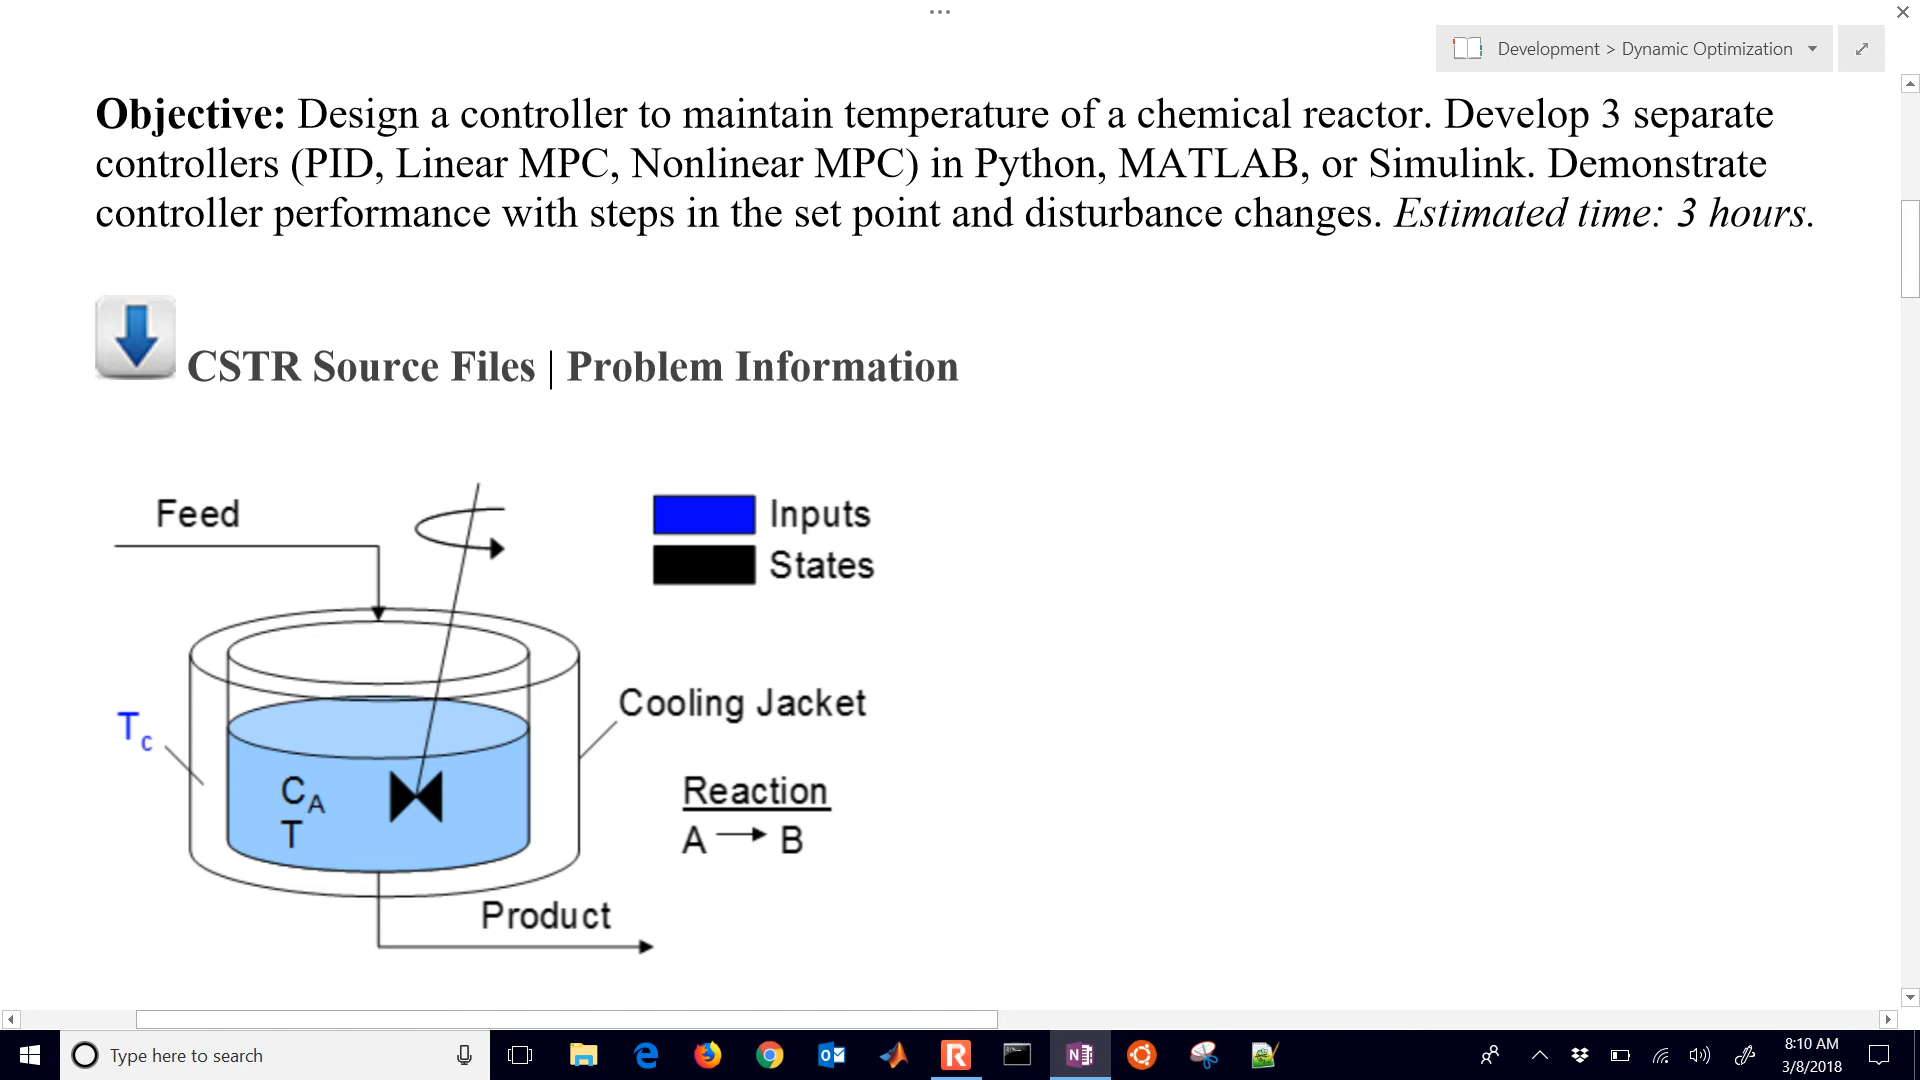 Development > Dynamic Optimization
Objective: Design a controller to maintain temperature of a chemical reactor. Develop 3 separate
controllers (PID, Linear MPC, Nonlinear MPC) in Python, MATLAB, or Simulink. Demonstrate
controller performance with steps in the set point and disturbance changes. Estimated time: 3 hours.
CSTR Source Files | Problem Information
Feed
Inputs
States
Cooling Jacket
Tc
CA
T
Reaction
A → B
Product
Type here to search
8:10 AM
3/8/2018